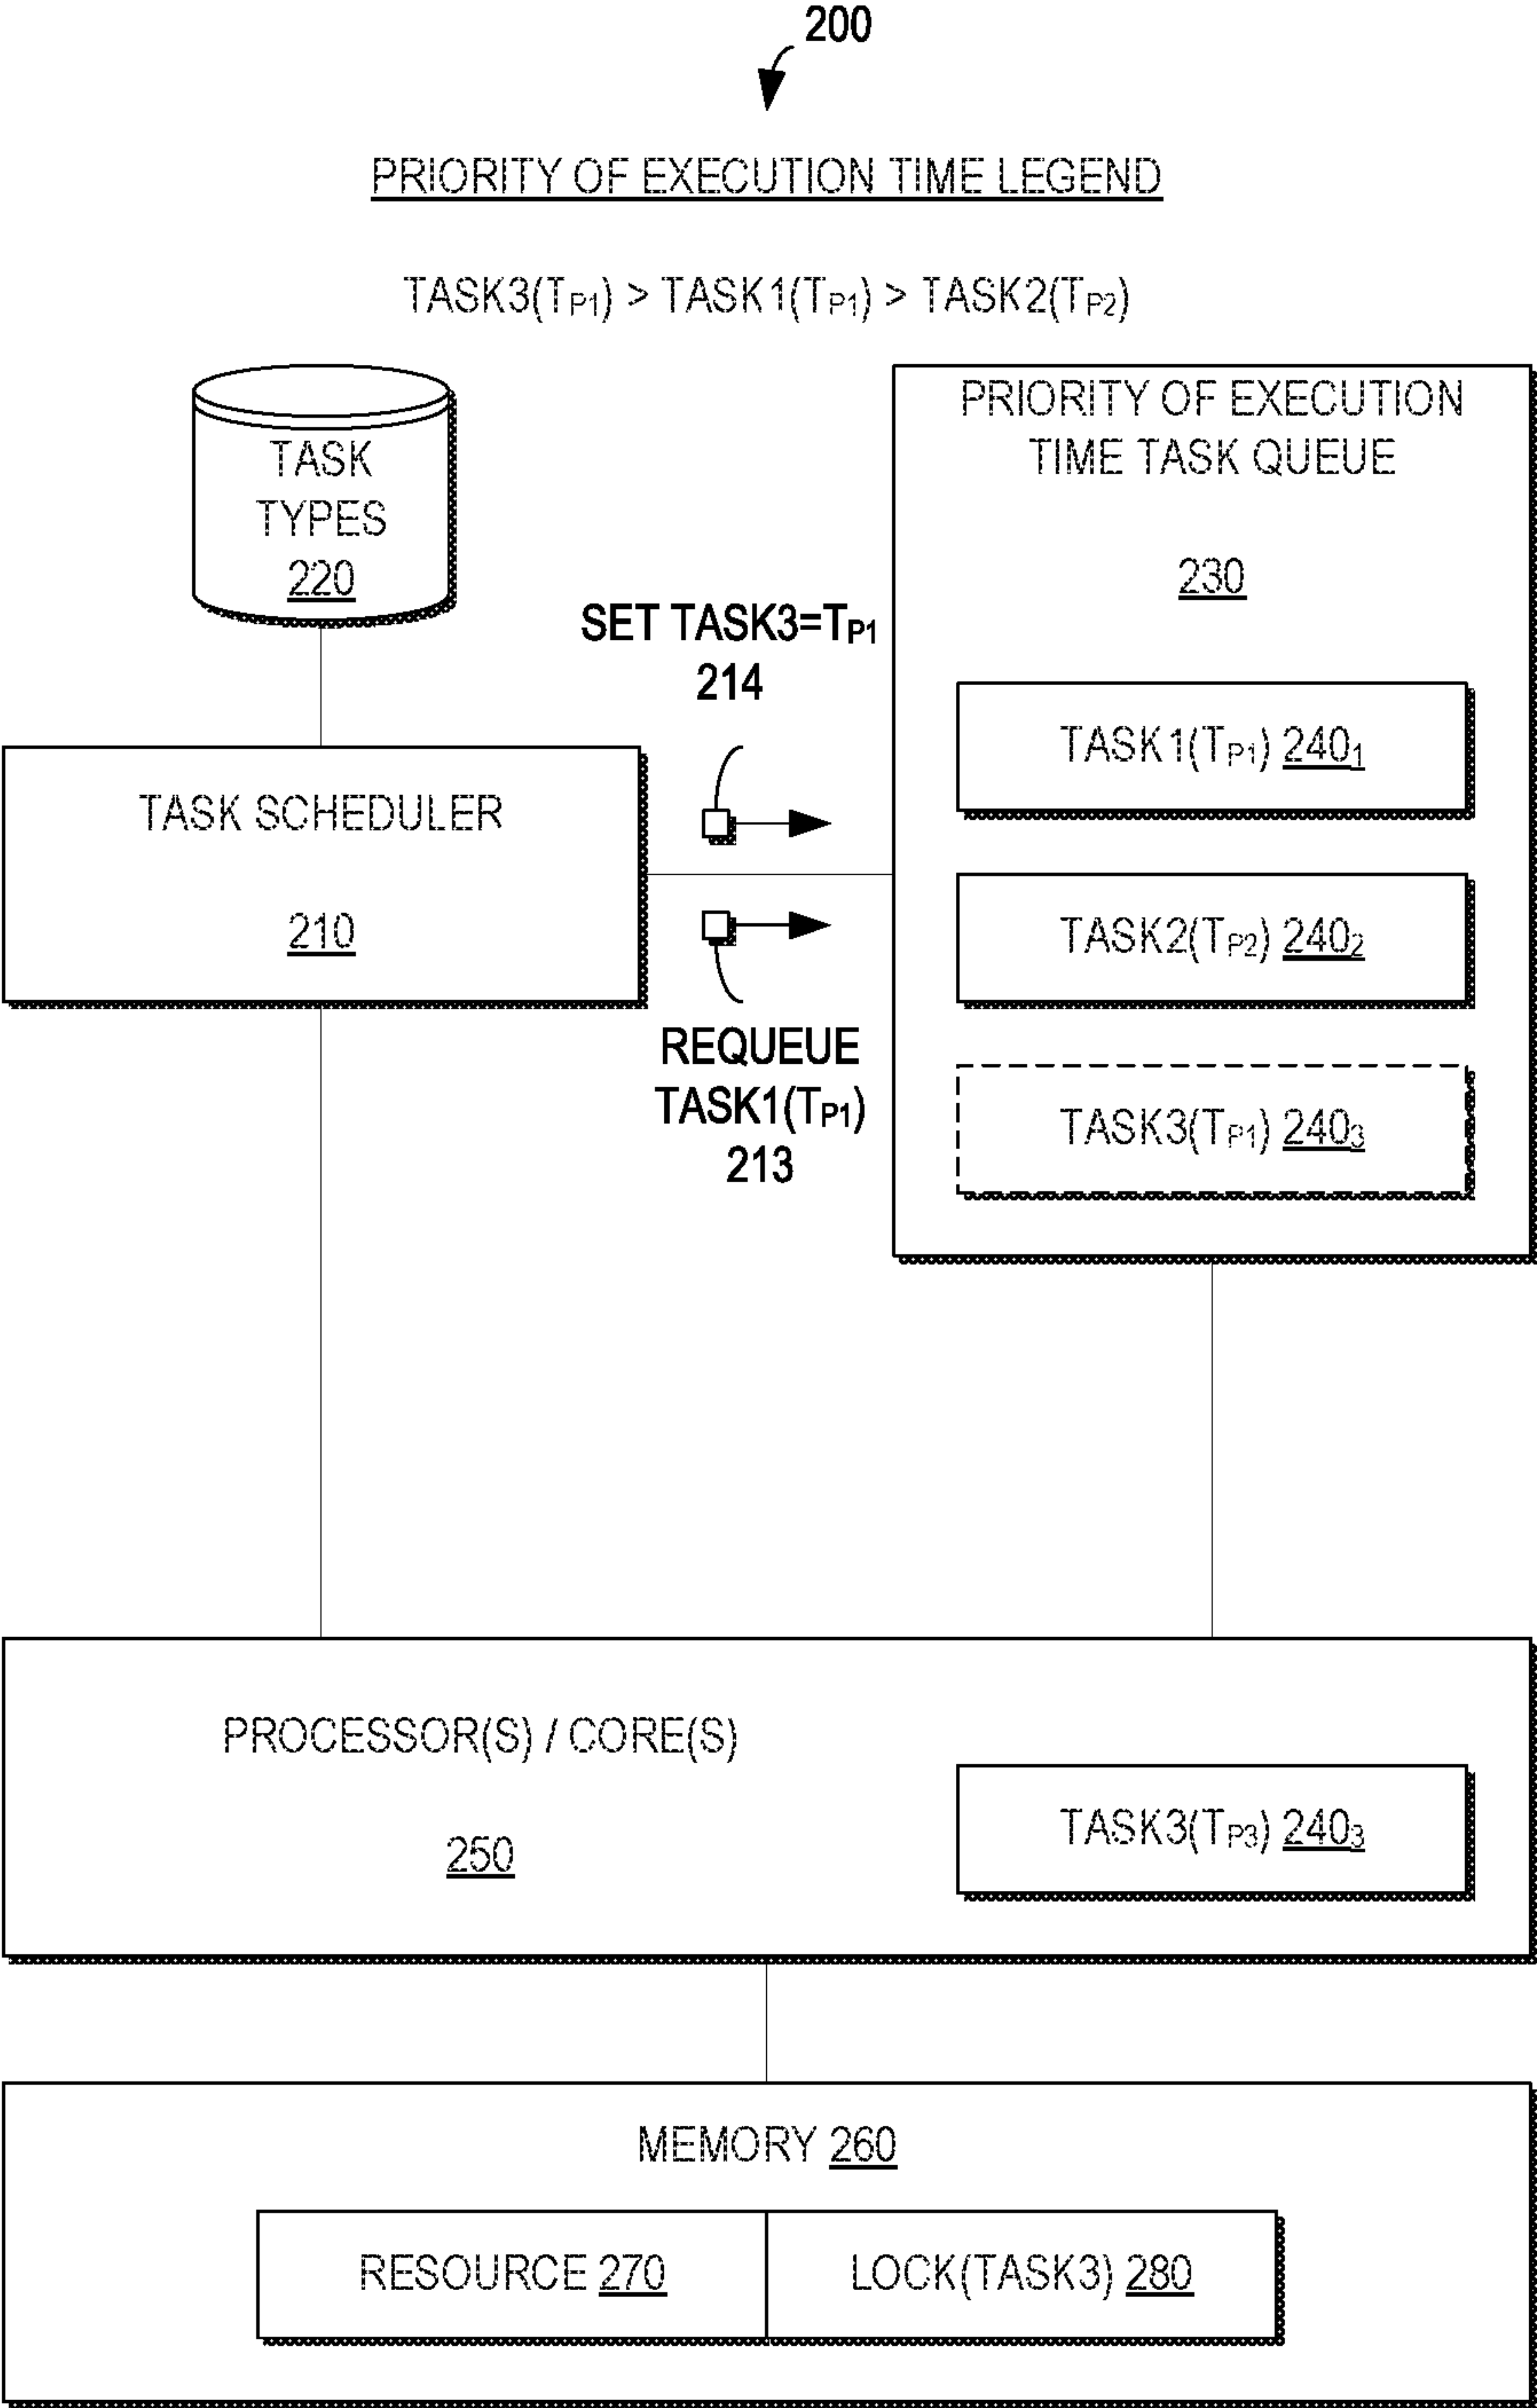 200
PRIORITY OF EXECUTION TIME LEGEND
TASK3(TP1) > TASK1(TP1) > TASK2(TP2)
TASK
TYPES
220
PRIORITY OF EXECUTION
TIME TASK QUEUE
230
SET TASK3=TP1
214
TASK1(TP1) 2401
TASK SCHEDULER
210
TASK2(TP2) 2402
REQUEUE
TASK1(TP1)
213
TASK3(TP1) 2403
PROCESSOR(S) / CORE(S)
250
TASK3(TP3) 2403
MEMORY 260
RESOURCE 270
LOCK(TASK3) 280